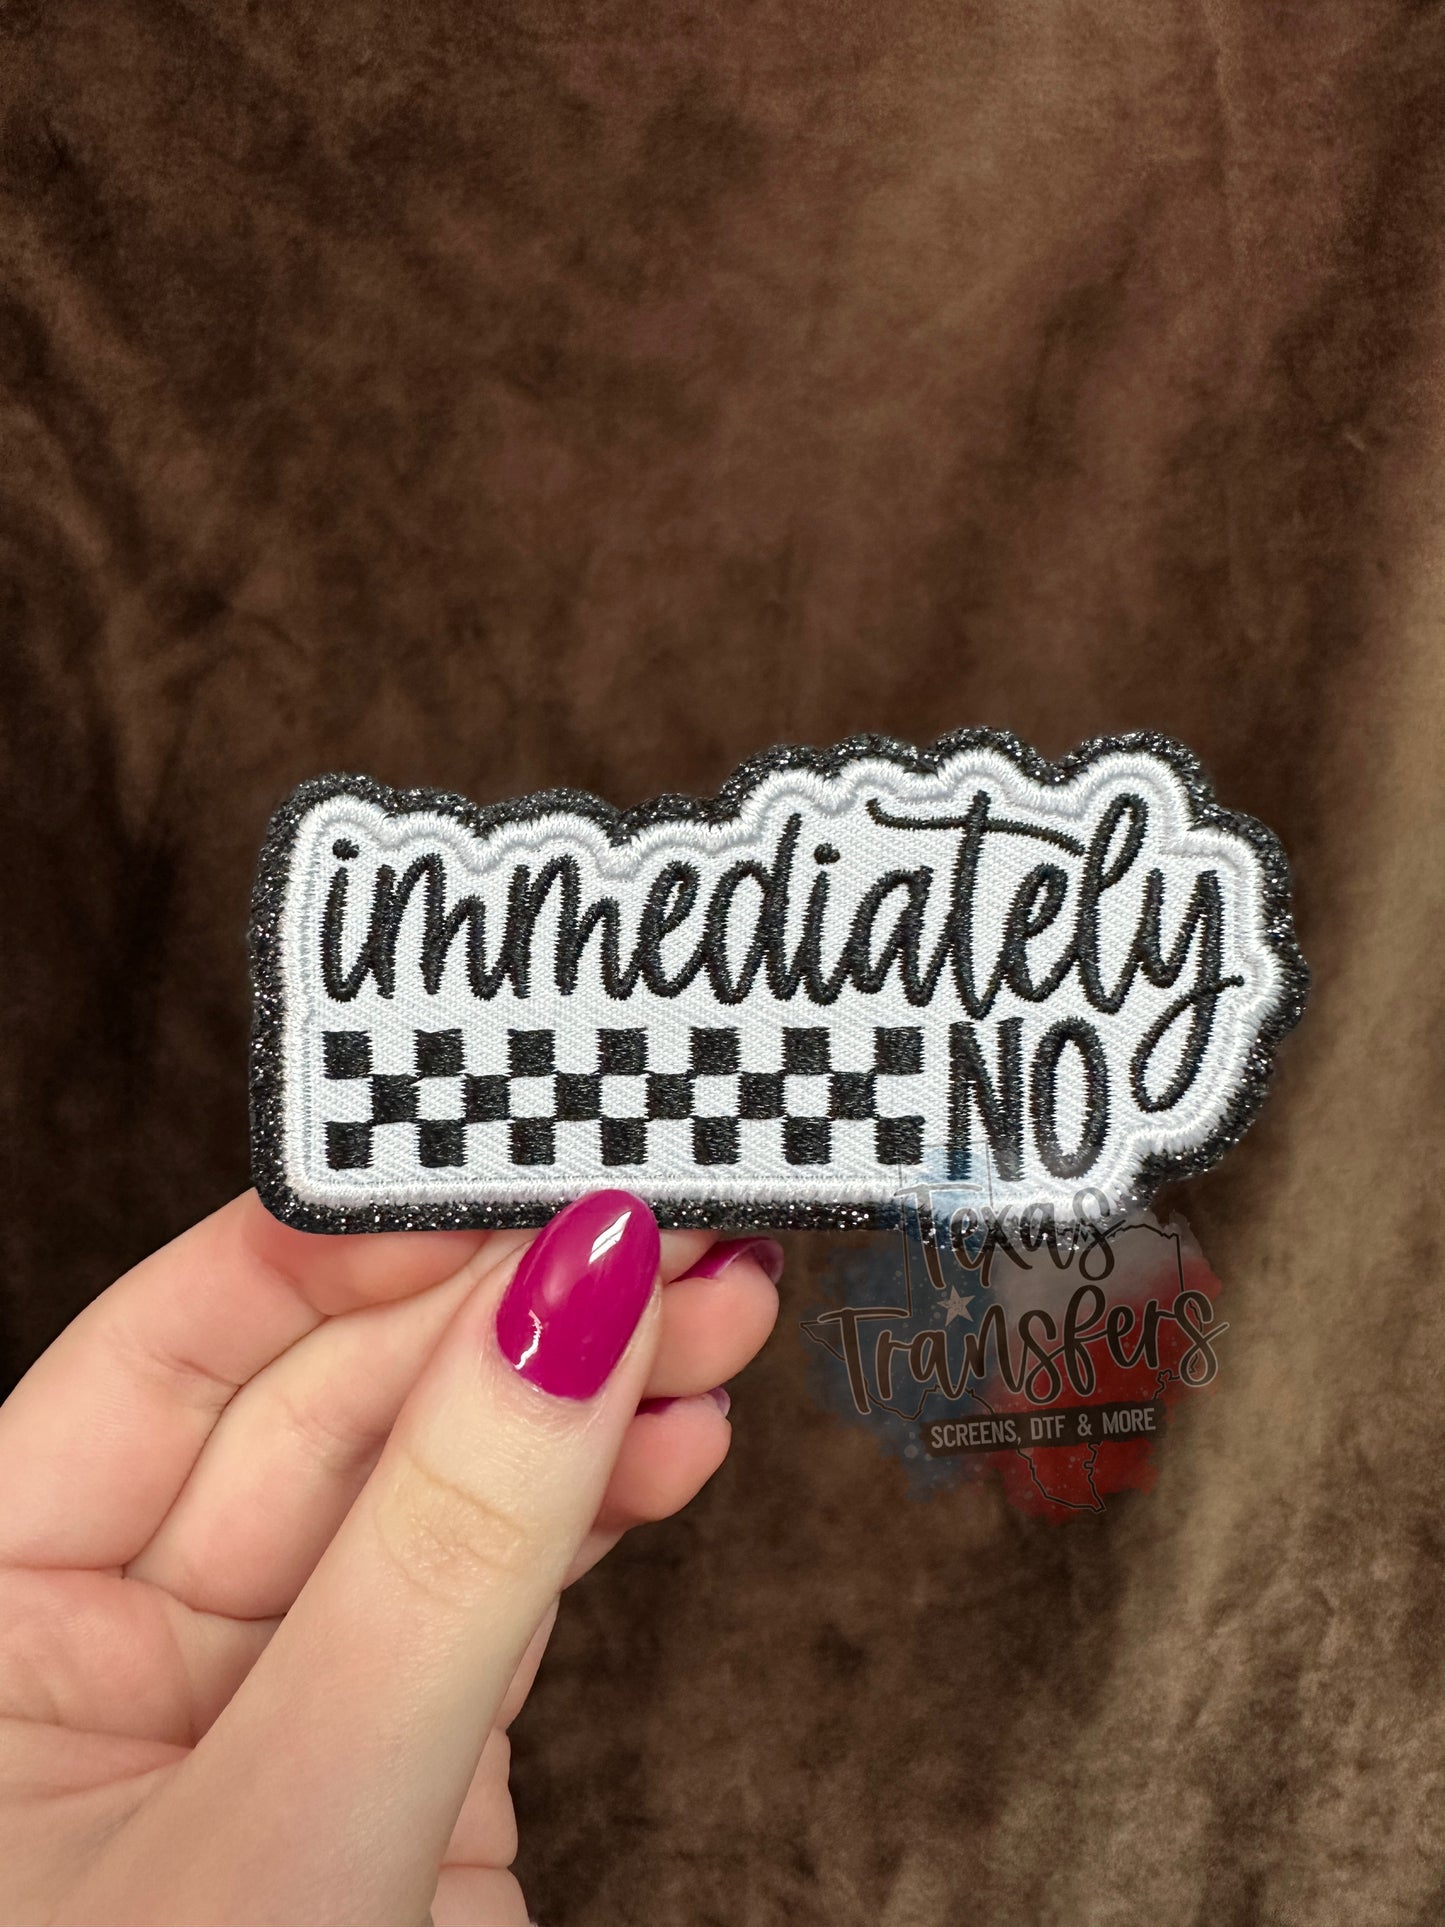 immediately
NO
Texas
Transfers
SCREENS, DTF & MORE